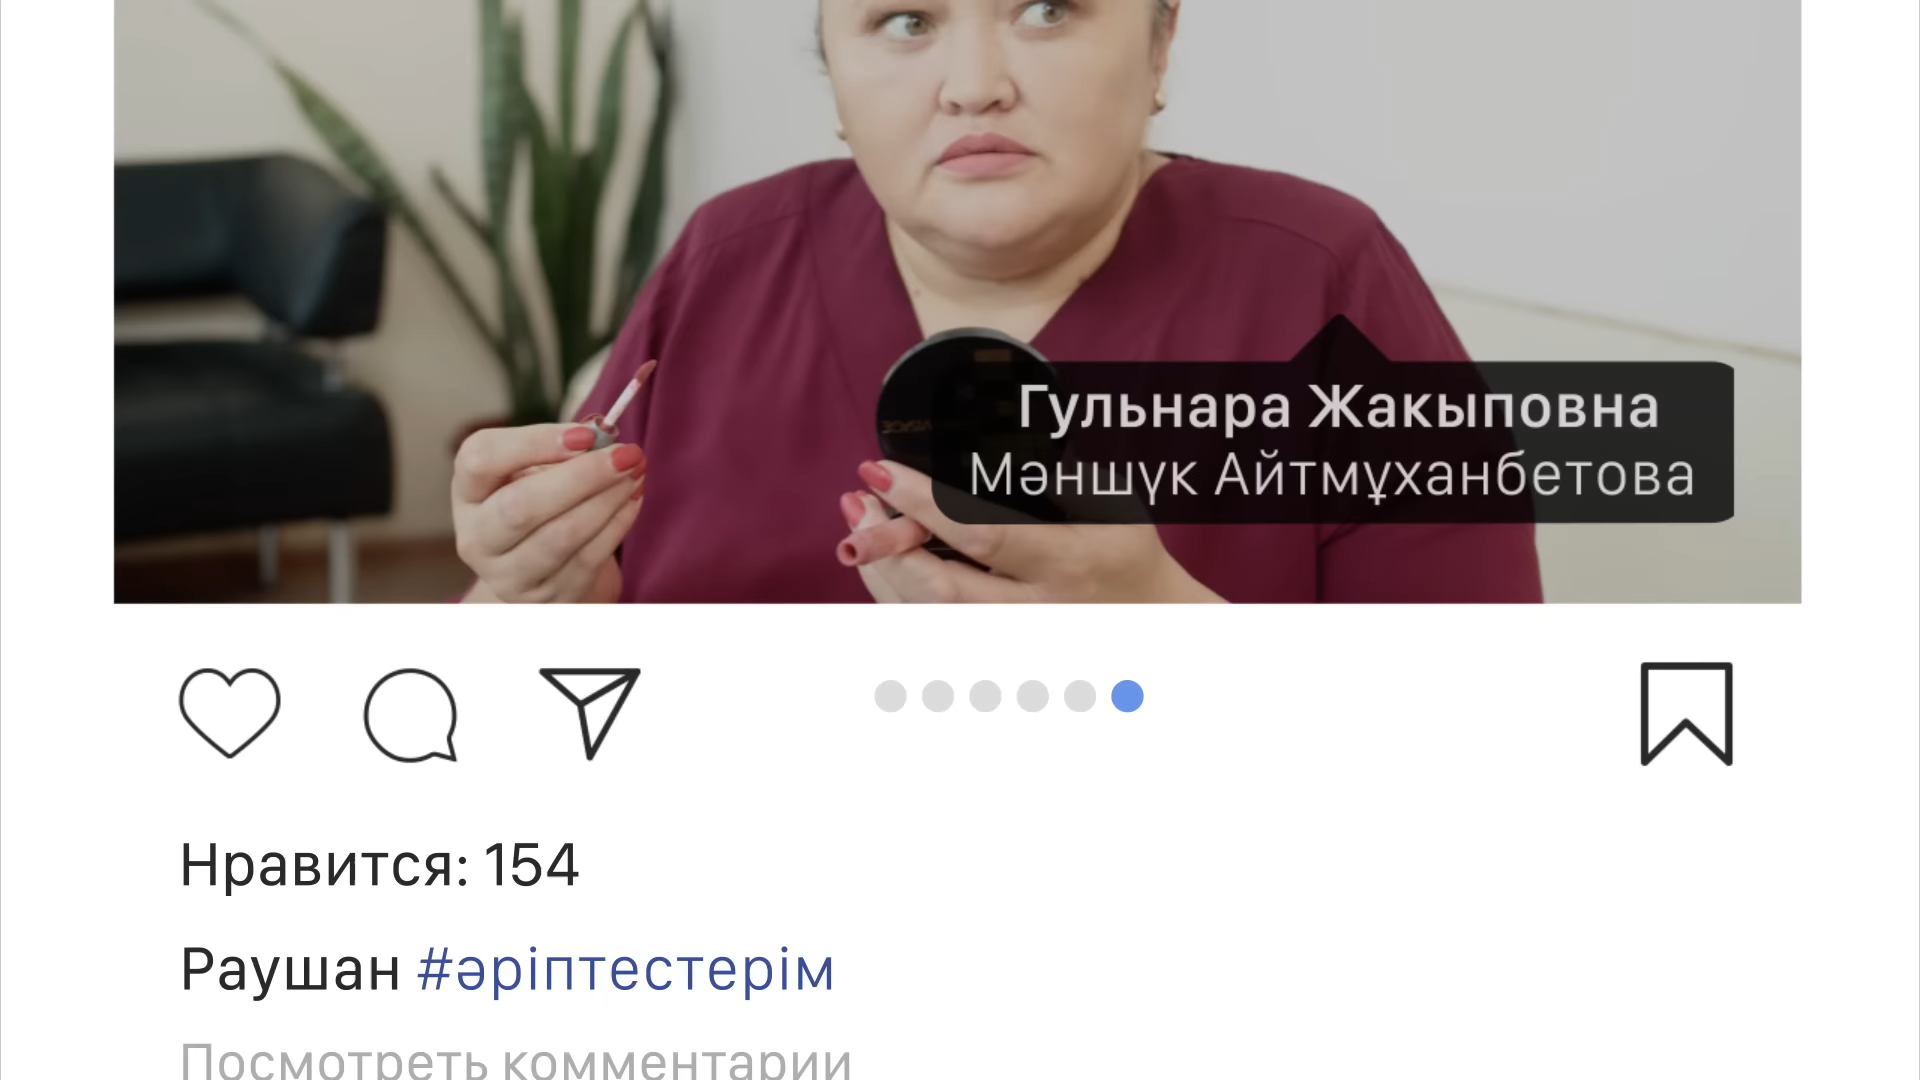 Гульнара Жакыповна
Мәншүк Айтмұханбетова
Нравится: 154
Раушан #әріптестерім
Посмотреть комментарии